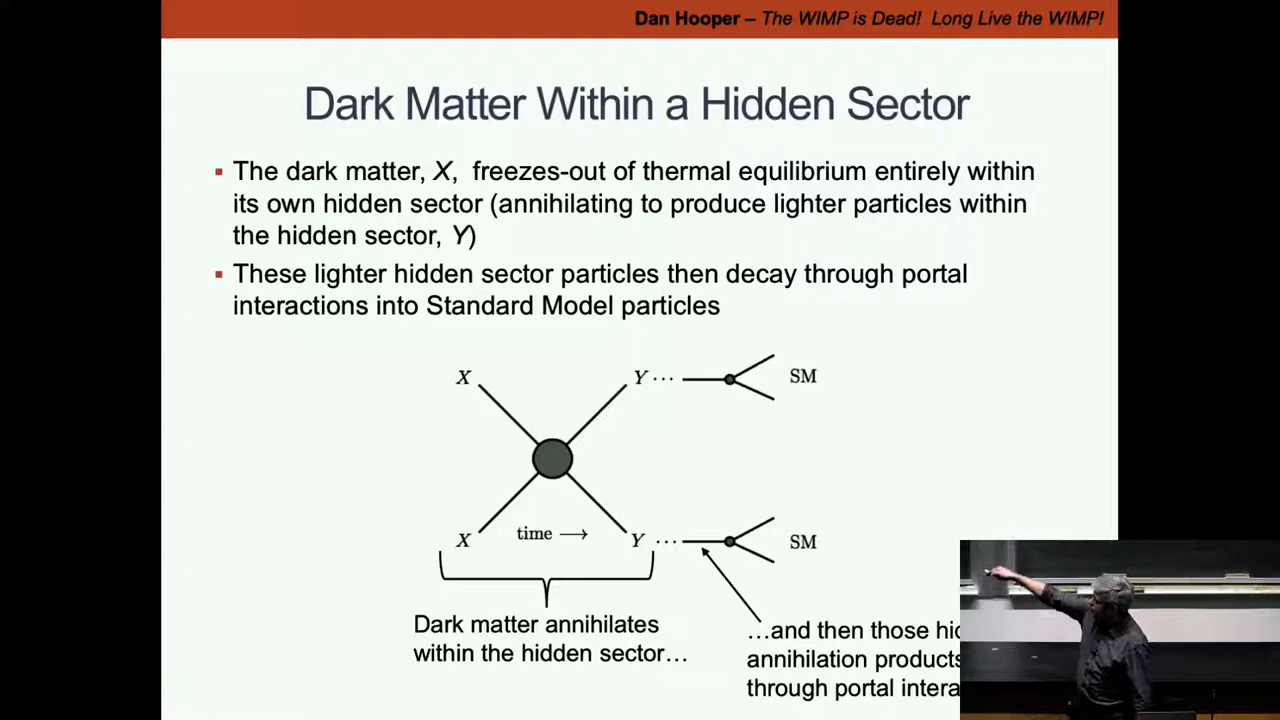 Dan Hooper – The WIMP is Dead! Long Live the WIMP!
Dark Matter Within a Hidden Sector
▪ The dark matter, X, freezes-out of thermal equilibrium entirely within
its own hidden sector (annihilating to produce lighter particles within
the hidden sector, Y)
▪ These lighter hidden sector particles then decay through portal
interactions into Standard Model particles
X Y ··· SM
time →
X Y ··· SM
Dark matter annihilates
within the hidden sector…
…and then those
annihilation products
through portal